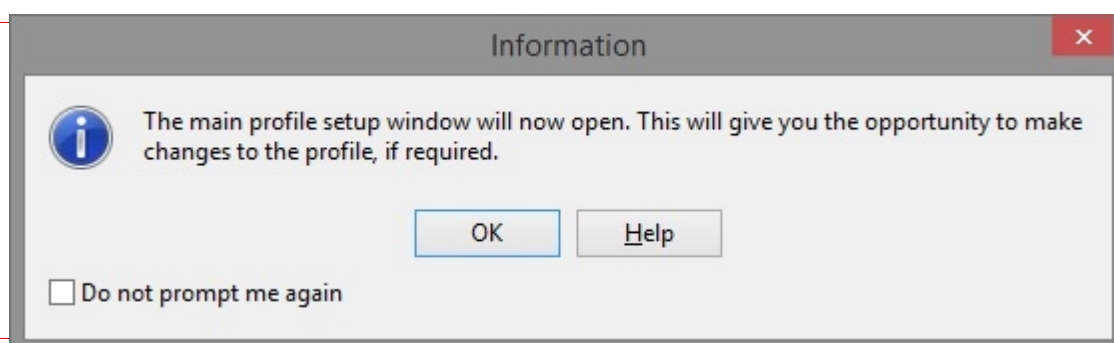 Information
The main profile setup window will now open. This will give you the opportunity to make
changes to the profile, if required.
OK
Help
Do not prompt me again